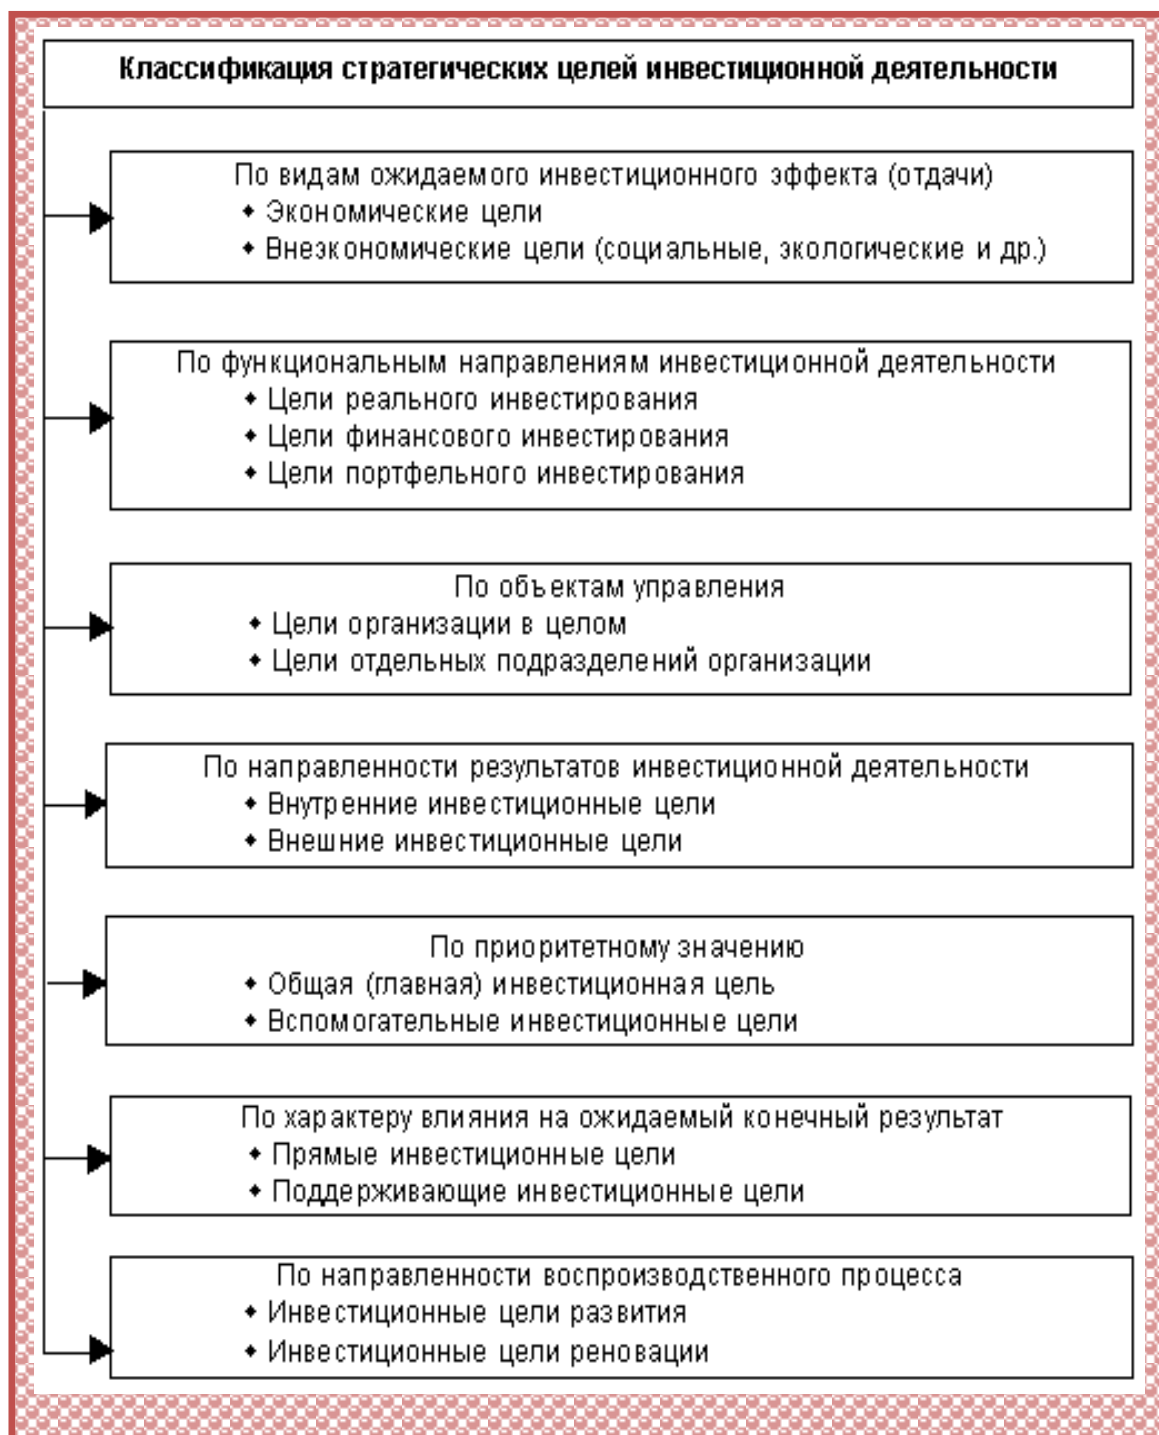 Классификация стратегических целей инвестиционной деятельности
По видам ожидаемого инвестиционного эффекта (отдачи)
♦ Экономические цели
♦ Внеэкономические цели (социальные, экологические и др.)
По функциональным направлениям инвестиционной деятельности
♦ Цели реального инвестирования
♦ Цели финансового инвестирования
♦ Цели портфельного инвестирования
По объектам управления
♦ Цели организации в целом
♦ Цели отдельных подразделений организации
По направленности результатов инвестиционной деятельности
♦ Внутренние инвестиционные цели
♦ Внешние инвестиционные цели
По приоритетному значению
♦ Общая (главная) инвестиционная цель
♦ Вспомогательные инвестиционные цели
По характеру влияния на ожидаемый конечный результат
♦ Прямые инвестиционные цели
♦ Поддерживающие инвестиционные цели
По направленности воспроизводственного процесса
♦ Инвестиционные цели развития
♦ Инвестиционные цели реновации